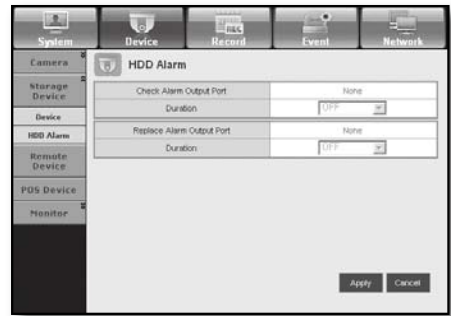 System Device Record Event Network
Camera
Storage
Device
Device
HDD Alarm
Remote
Device
POS Device
Monitor
HDD Alarm
Check Alarm Output Port None
Duration OFF
Replace Alarm Output Port None
Duration OFF
Apply Cancel